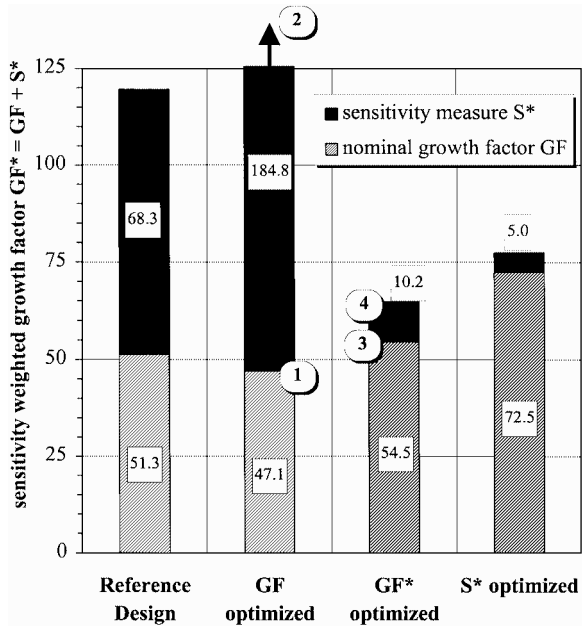 sensitivity weighted growth factor GF* = GF + S*
125
100
75
50
25
0
sensitivity measure S*
nominal growth factor GF
2
184.8
68.3
5.0
10.2
4
3
1
51.3
47.1
54.5
72.5
Reference
Design
GF
optimized
GF*
optimized
S* optimized